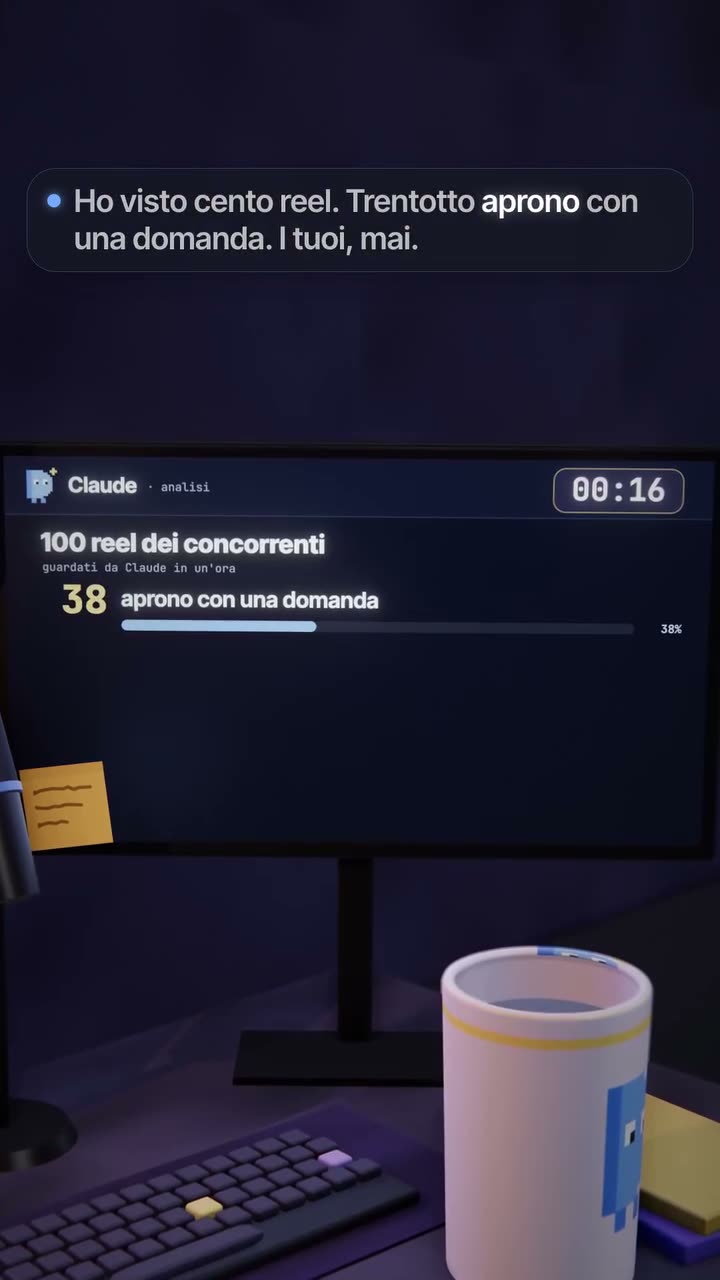 Ho visto cento reel. Trentotto aprono con
una domanda. I tuoi, mai.
Claude · analisi
00:16
100 reel dei concorrenti
guardati da Claude in un'ora
38 aprono con una domanda
38%